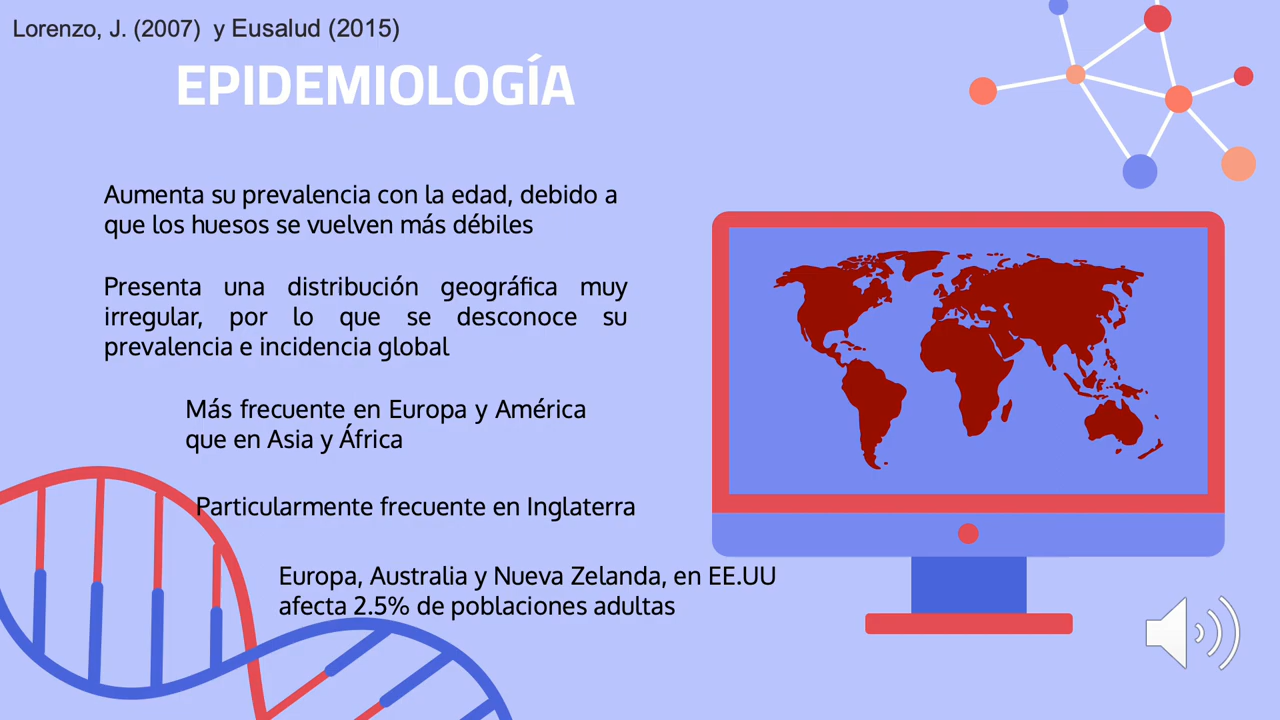 Lorenzo, J. (2007)  y Eusalud (2015)
EPIDEMIOLOGÍA
Aumenta su prevalencia con la edad, debido a
que los huesos se vuelven más débiles
Presenta una distribución geográfica muy
irregular, por lo que se desconoce su
prevalencia e incidencia global
Más frecuente en Europa y América
que en Asia y África
Particularmente frecuente en Inglaterra
Europa, Australia y Nueva Zelanda, en EE.UU
afecta 2.5% de poblaciones adultas